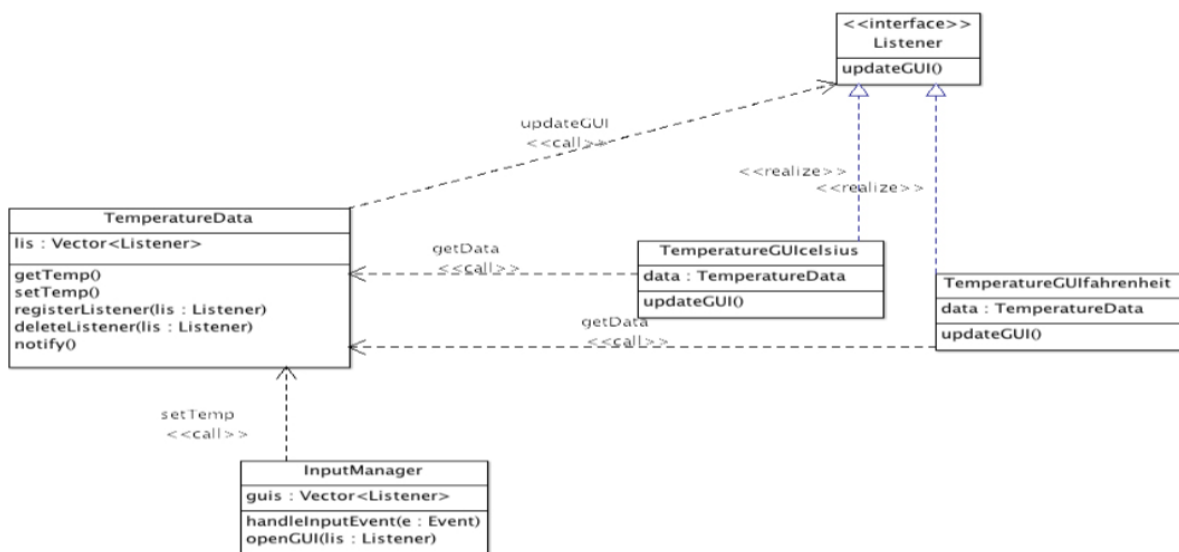 <<interface>>
Listener
updateGUI()
updateGUI
<<call>>
<<realize>>
<<realize>>
TemperatureData
lis : Vector<Listener>
getTemp()
setTemp()
registerListener(lis : Listener)
deleteListener(lis : Listener)
notify()
getData
<<call>>
TemperatureGUIcelsius
data : TemperatureData
updateGUI()
TemperatureGUIfahrenheit
data : TemperatureData
updateGUI()
getData
<<call>>
setTemp
<<call>>
InputManager
guis : Vector<Listener>
handleInputEvent(e : Event)
openGUI(lis : Listener)